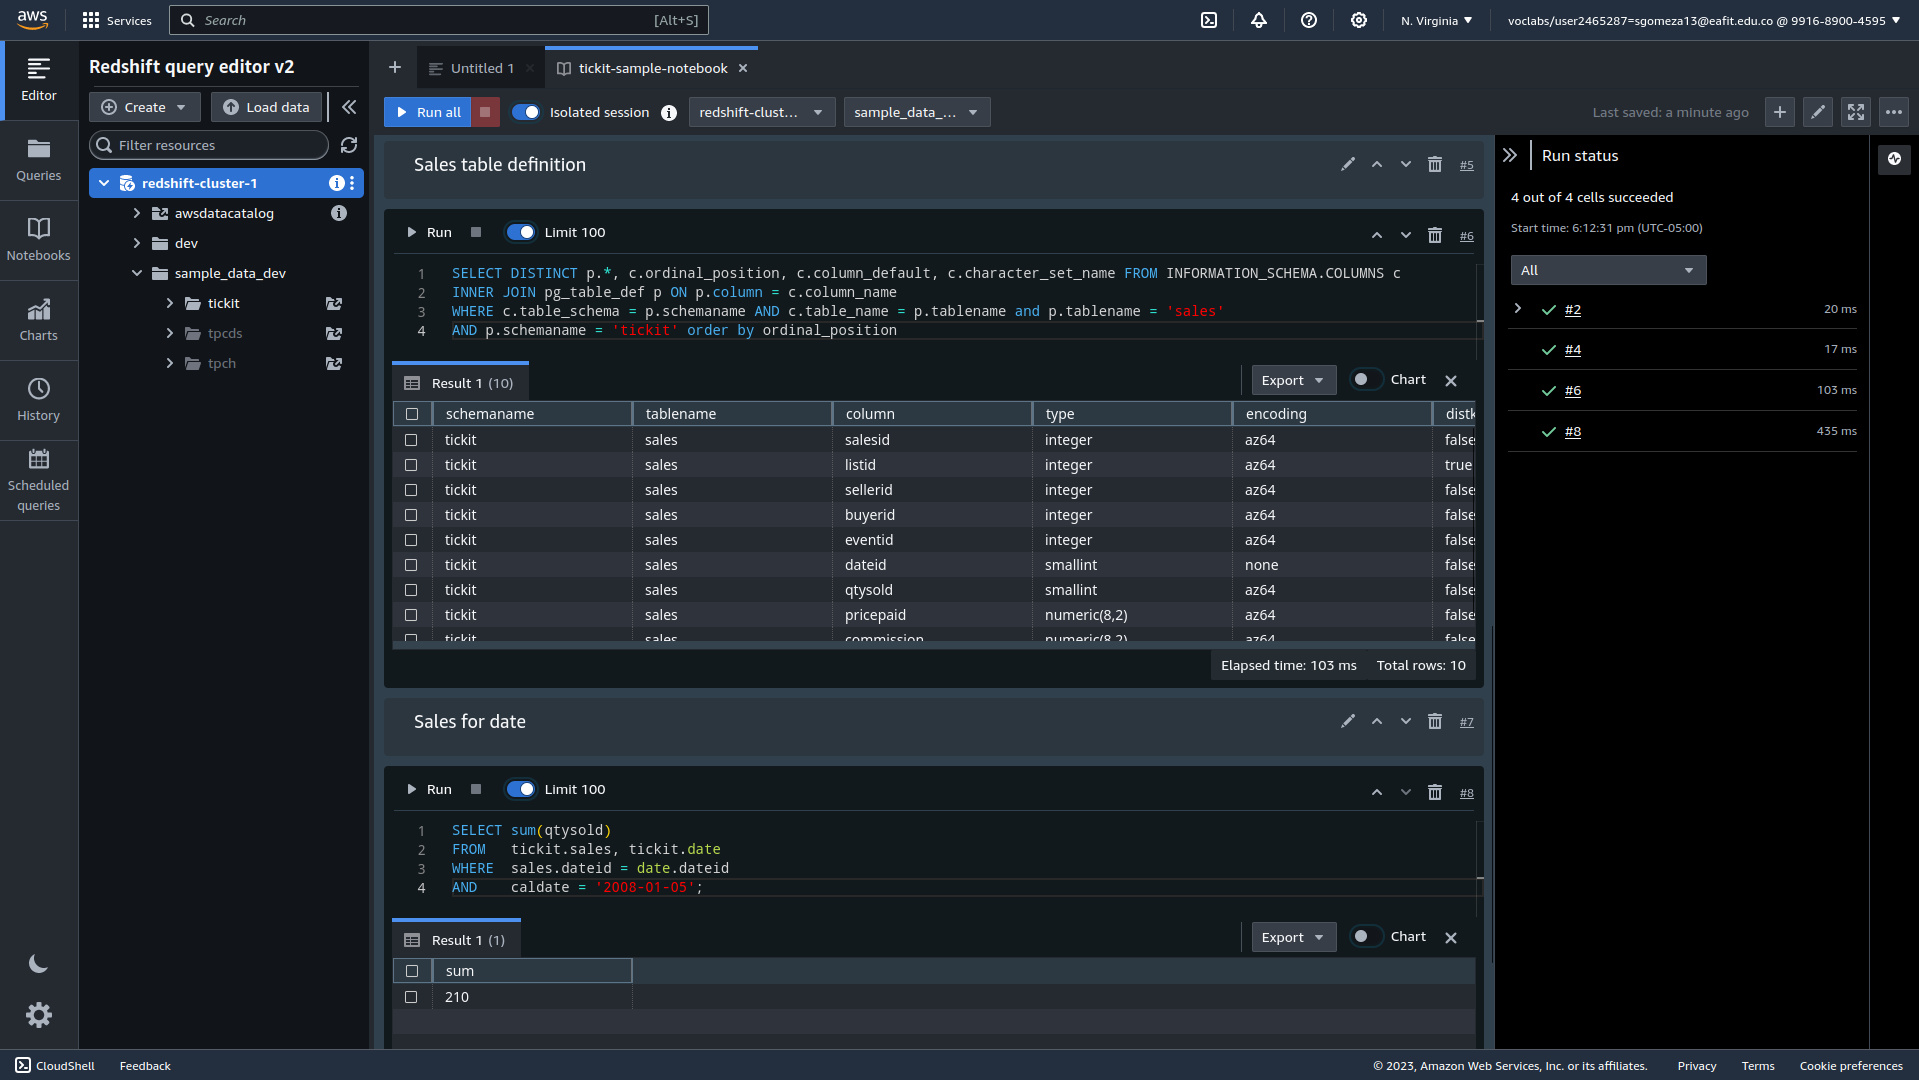 aws
Services
Search
[Alt+S]
N. Virginia
voclabs/user2465287=sgomeza13@eafit.edu.co @ 9916-8900-4595
Editor
Queries
Notebooks
Charts
History
Scheduled
queries
Redshift query editor v2
Create
Load data
Filter resources
redshift-cluster-1
awsdatacatalog
dev
sample_data_dev
tickit
tpcds
tpch
Untitled 1
tickit-sample-notebook
Run all
Isolated session
redshift-clust...
sample_data_...
Last saved: a minute ago
Sales table definition
#5
Run
Limit 100
#6
1 SELECT DISTINCT p.*, c.ordinal_position, c.column_default, c.character_set_name FROM INFORMATION_SCHEMA.COLUMNS c
2 INNER JOIN pg_table_def p ON p.column = c.column_name
3 WHERE c.table_schema = p.schemaname AND c.table_name = p.tablename and p.tablename = 'sales'
4 AND p.schemaname = 'tickit' order by ordinal_position
Result 1 (10)
Export
Chart
schemaname tablename column type encoding distk
tickit sales salesid integer az64 false
tickit sales listid integer az64 true
tickit sales sellerid integer az64 false
tickit sales buyerid integer az64 false
tickit sales eventid integer az64 false
tickit sales dateid smallint none false
tickit sales qtysold smallint az64 false
tickit sales pricepaid numeric(8,2) az64 false
tickit sales commission numeric(8,2) az64 false
Elapsed time: 103 ms Total rows: 10
Sales for date
#7
Run
Limit 100
#8
1 SELECT sum(qtysold)
2 FROM tickit.sales, tickit.date
3 WHERE sales.dateid = date.dateid
4 AND caldate = '2008-01-05';
Result 1 (1)
Export
Chart
sum
210
Run status
4 out of 4 cells succeeded
Start time: 6:12:31 pm (UTC-05:00)
All
#2 20 ms
#4 17 ms
#6 103 ms
#8 435 ms
CloudShell
Feedback
© 2023, Amazon Web Services, Inc. or its affiliates.
Privacy
Terms
Cookie preferences